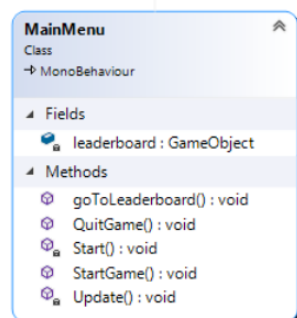 MainMenu
Class
MonoBehaviour
Fields
leaderboard : GameObject
Methods
goToLeaderboard() : void
QuitGame() : void
Start() : void
StartGame() : void
Update() : void